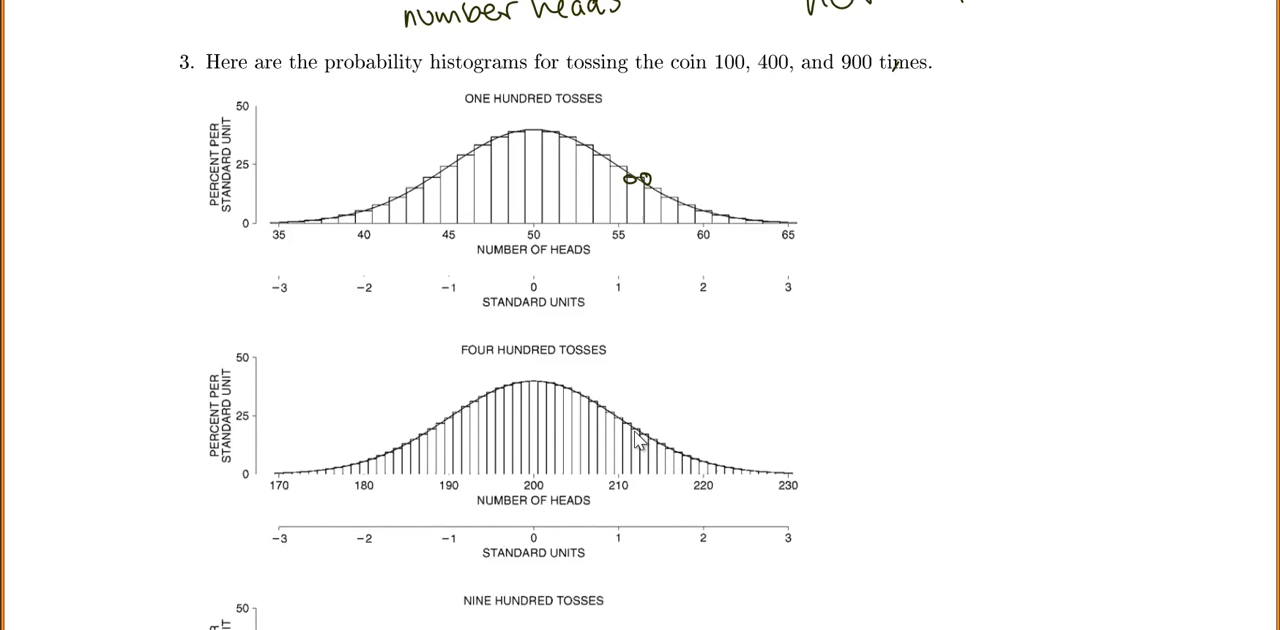 number heads
3. Here are the probability histograms for tossing the coin 100, 400, and 900 times.
ONE HUNDRED TOSSES
PERCENT PER
STANDARD UNIT
50
25
0
35 40 45 50 55 60 65
NUMBER OF HEADS
−3 −2 −1 0 1 2 3
STANDARD UNITS
FOUR HUNDRED TOSSES
PERCENT PER
STANDARD UNIT
50
25
0
170 180 190 200 210 220 230
NUMBER OF HEADS
−3 −2 −1 0 1 2 3
STANDARD UNITS
NINE HUNDRED TOSSES
50